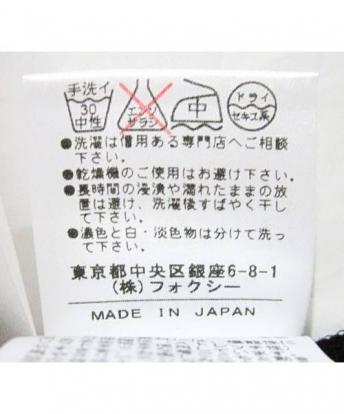 手洗イ
30
中性
エンソ
サラシ
中
ドライ
セキユ系
●洗濯は信用ある専門店へご相談
下さい。
●乾燥機のご使用はお避け下さい。
●長時間の浸漬や濡れたままの放
置は避け、洗濯後すばやく干し
て下さい。
●濃色と白・淡色物は分けて洗っ
て下さい。
東京都中央区銀座6-8-1
(株)フォクシー
MADE IN JAPAN